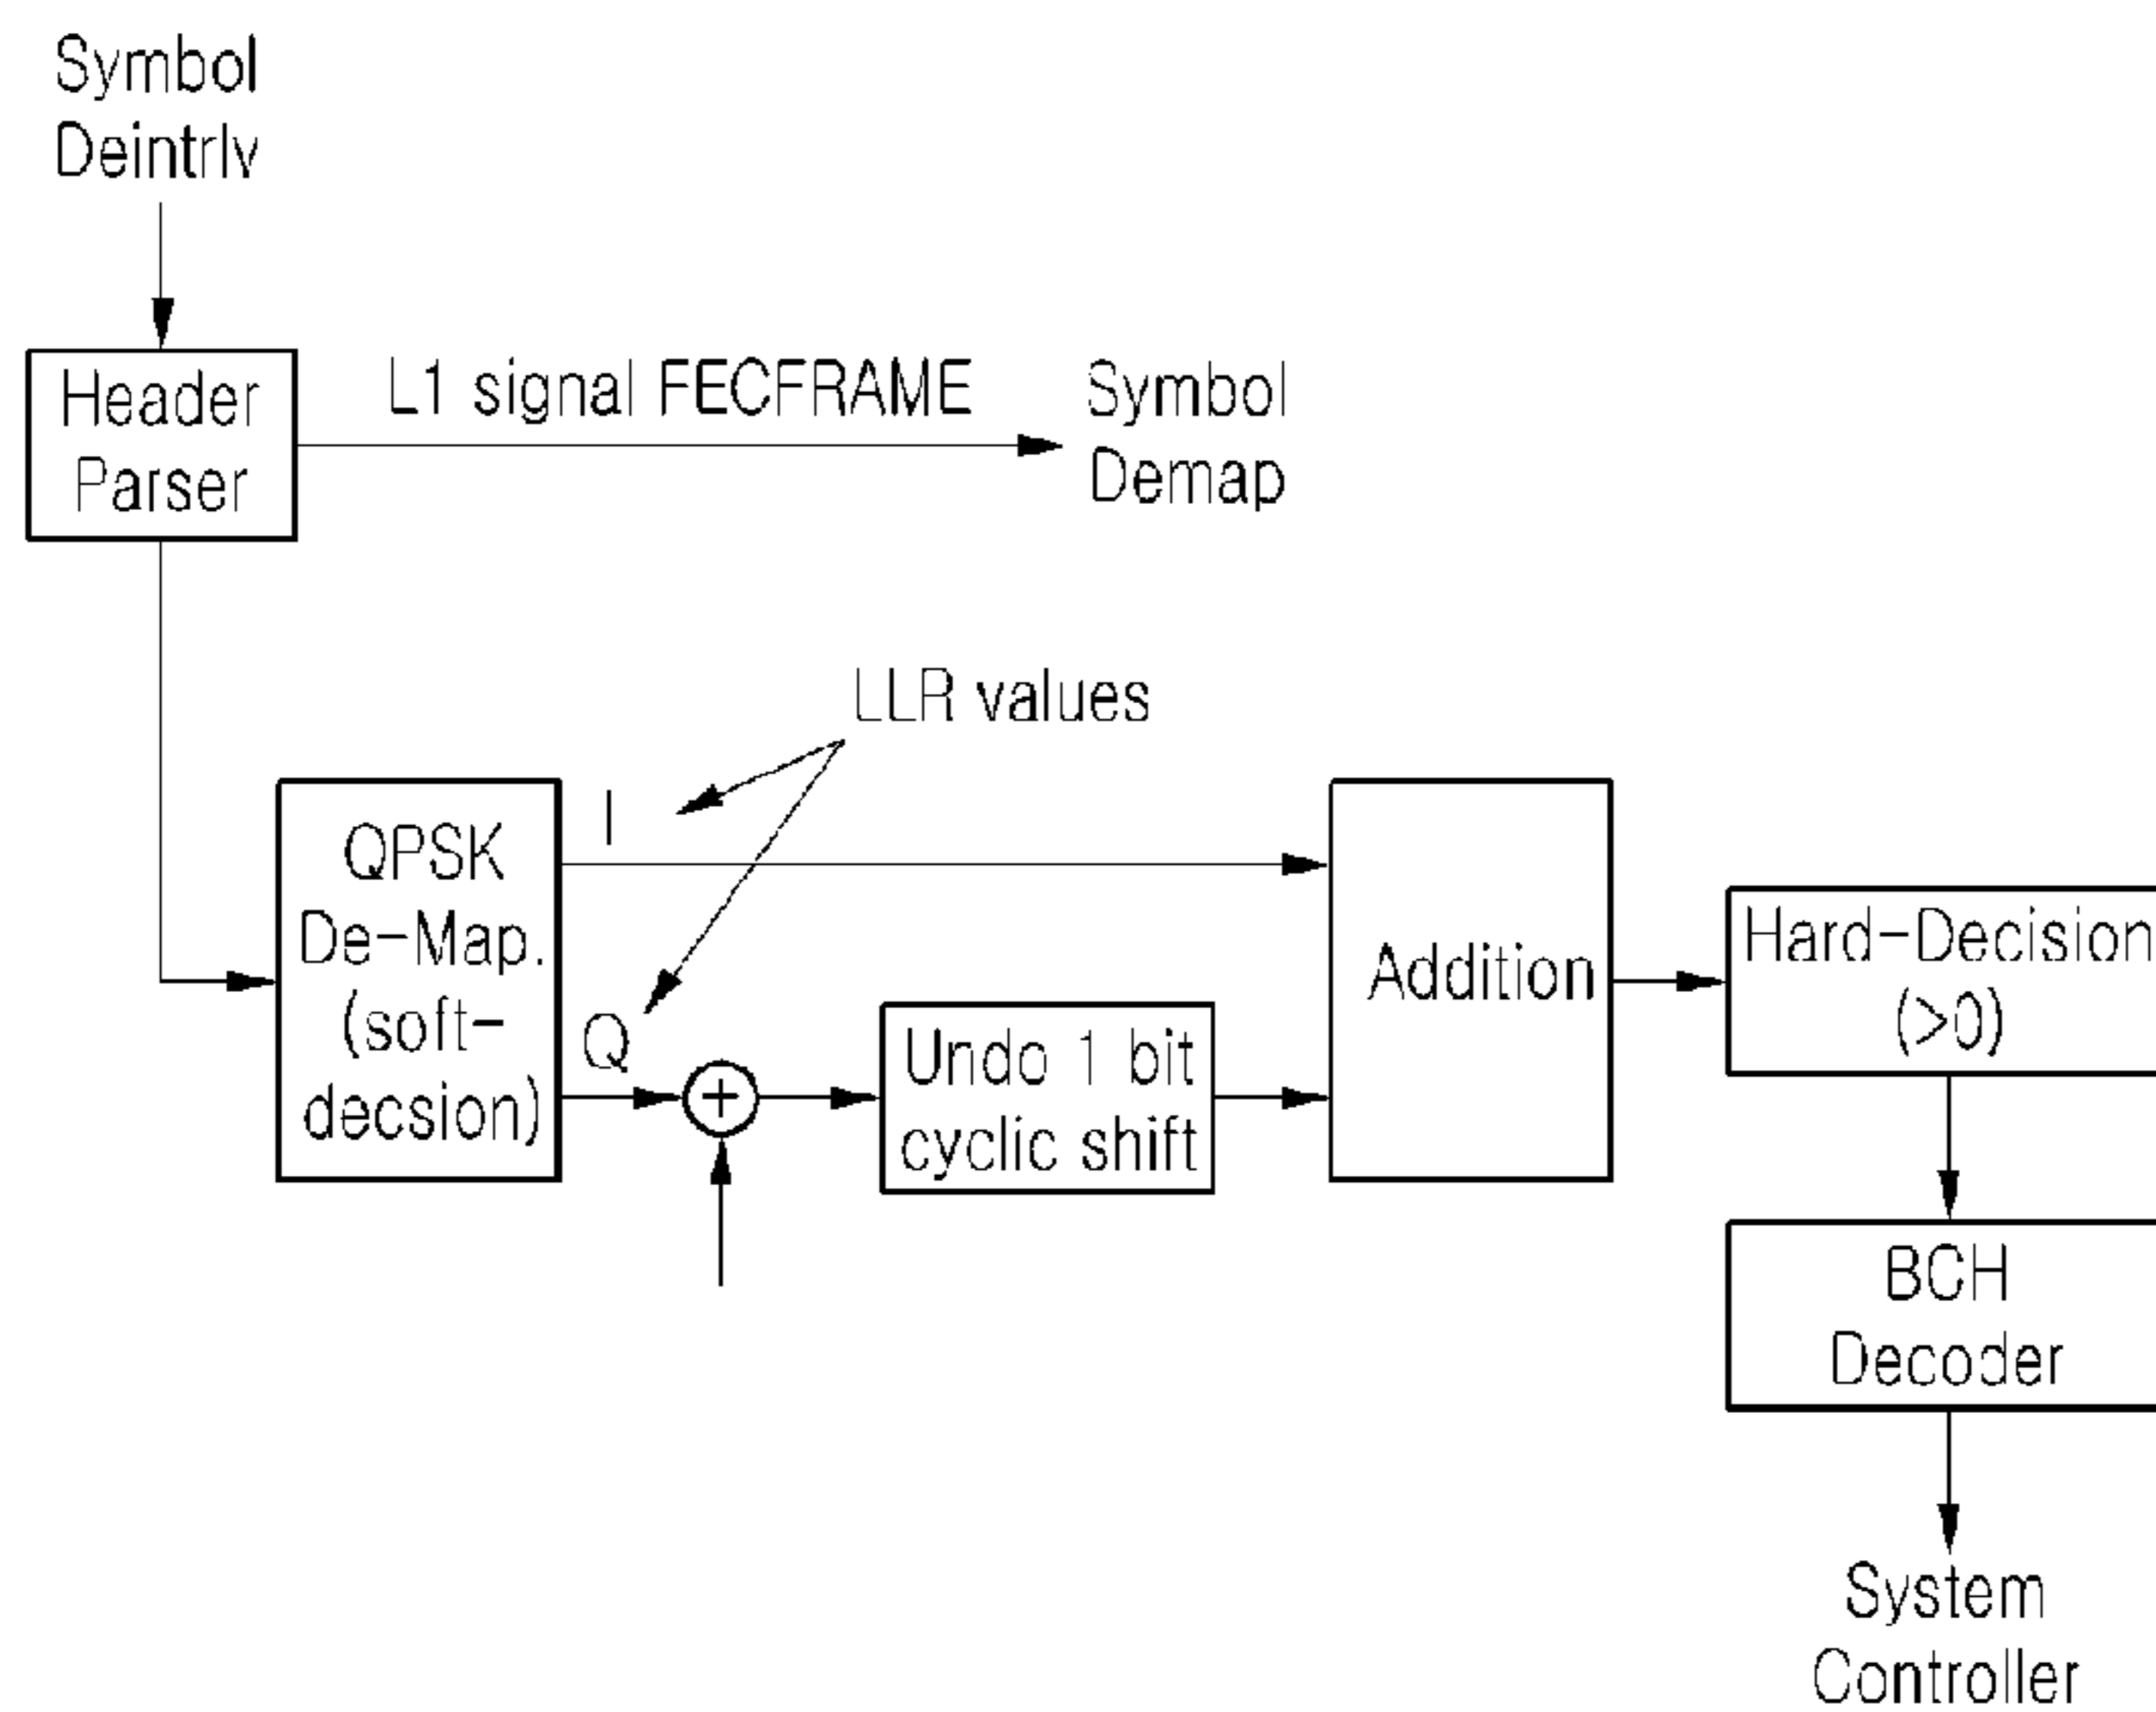 Symbol
Deintrlv
Header
Parser
L1 signal FECFRAME
Symbol
Demap
LLR values
QPSK
De-Map.
(soft-
decsion)
I
Q
+
Undo 1 bit
cyclic shift
Addition
Hard-Decision
(>0)
BCH
Decoder
System
Controller